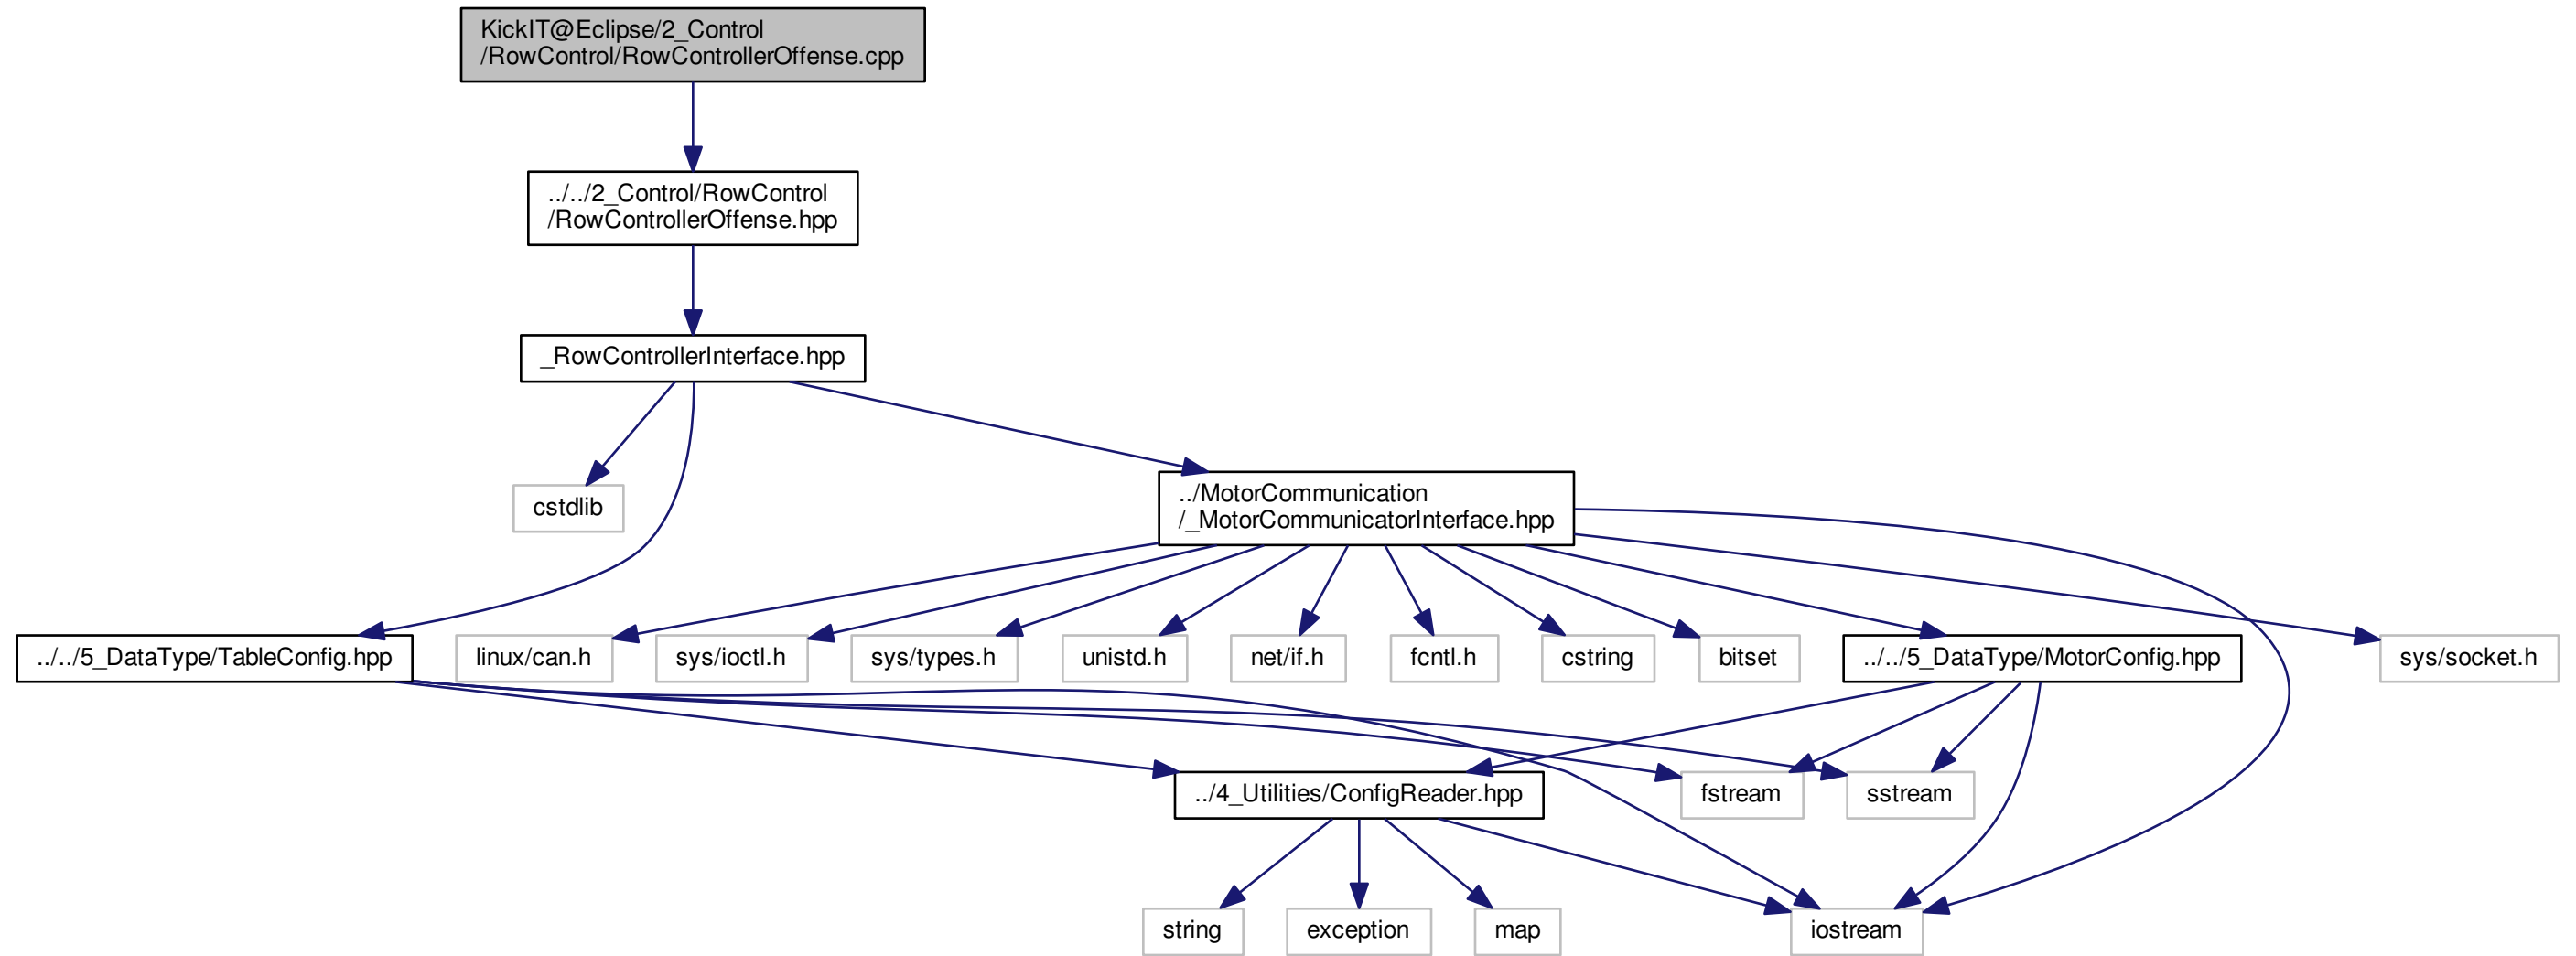 KickIT@Eclipse/2_Control
/RowControl/RowControllerOffense.cpp
../../2_Control/RowControl
/RowControllerOffense.hpp
_RowControllerInterface.hpp
cstdlib
../MotorCommunication
/_MotorCommunicatorInterface.hpp
../../5_DataType/TableConfig.hpp
linux/can.h
sys/ioctl.h
sys/types.h
unistd.h
net/if.h
fcntl.h
cstring
bitset
../../5_DataType/MotorConfig.hpp
sys/socket.h
../4_Utilities/ConfigReader.hpp
fstream
sstream
string
exception
map
iostream